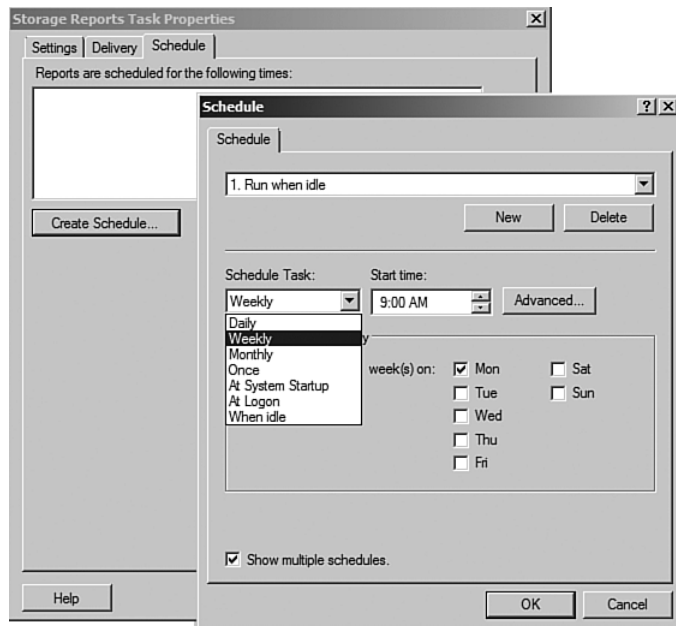 Storage Reports Task Properties
Settings
Delivery
Schedule
Reports are scheduled for the following times:
Create Schedule...
Help
Schedule
Schedule
1. Run when idle
New
Delete
Schedule Task:
Start time:
Weekly
9:00 AM
Advanced...
Daily
Weekly
Monthly
Once
At System Startup
At Logon
When idle
y
week(s) on:
Mon
Sat
Tue
Sun
Wed
Thu
Fri
Show multiple schedules.
OK
Cancel